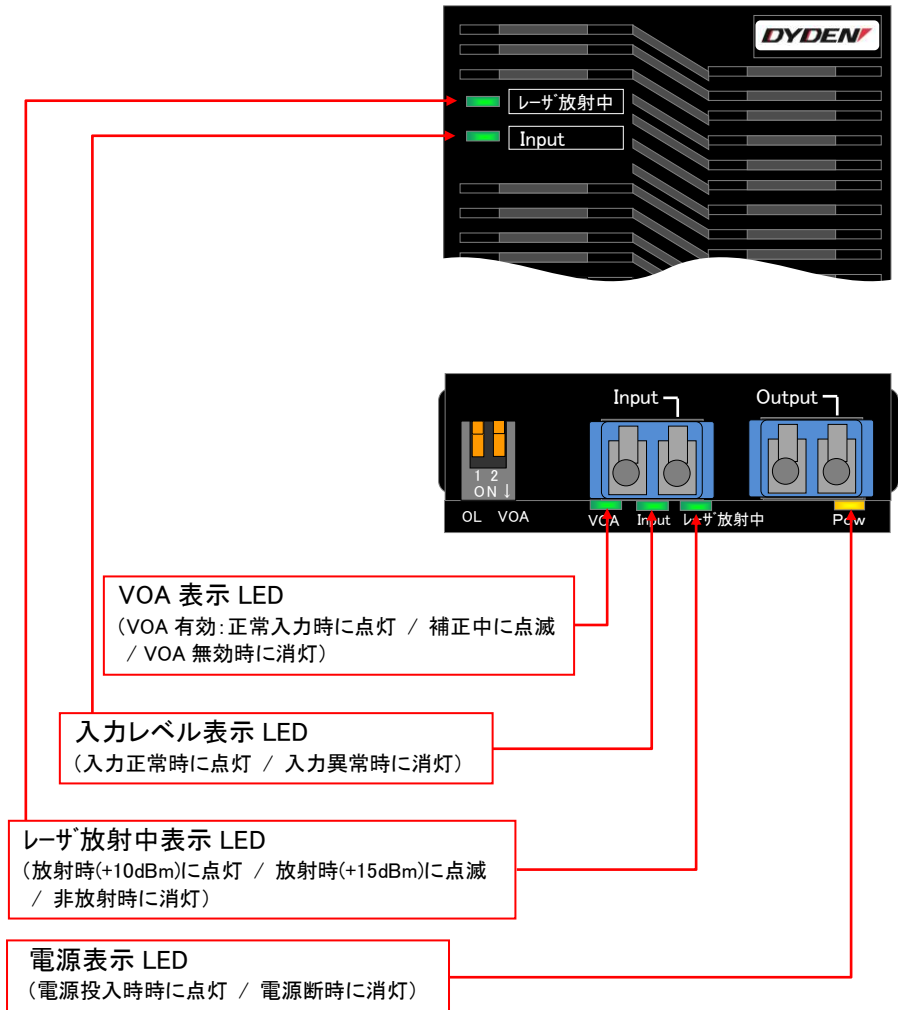 DYDEN
レーザ放射中
Input
Input
Output
1 2
ON↓
OL VOA
VOA Input レーザ放射中
Pow
VOA 表示 LED
(VOA 有効:正常入力時に点灯 / 補正中に点滅
/ VOA 無効時に消灯)
入力レベル表示 LED
(入力正常時に点灯 / 入力異常時に消灯)
レーザ放射中表示 LED
(放射時(+10dBm)に点灯 / 放射時(+15dBm)に点滅
/ 非放射時に消灯)
電源表示 LED
(電源投入時時に点灯 / 電源断時に消灯)